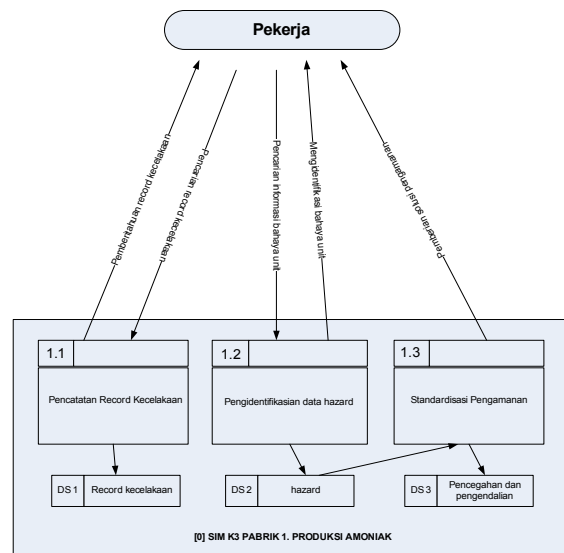 Pekerja
Pemberitahuan record kecelakaan
Pencarian record kecelakaan
Pencarian informasi bahaya unit
Mengidentifikasi bahaya unit
Pemberian solusi pengamanan
1.1
1.2
1.3
Pencatatan Record Kecelakaan
Pengidentifikasian data hazard
Standardisasi Pengamanan
DS 1
Record kecelakaan
DS 2
hazard
DS 3
Pencegahan dan
pengendalian
[0] SIM K3 PABRIK 1. PRODUKSI AMONIAK